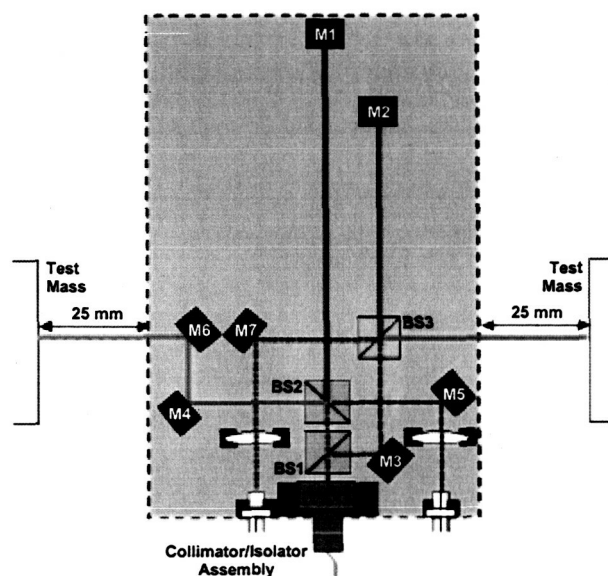 M1
M2
Test
Mass
Test
Mass
25 mm
25 mm
M6
M7
BS3
BS2
M5
M4
BS1
M3
Collimator/Isolator
Assembly